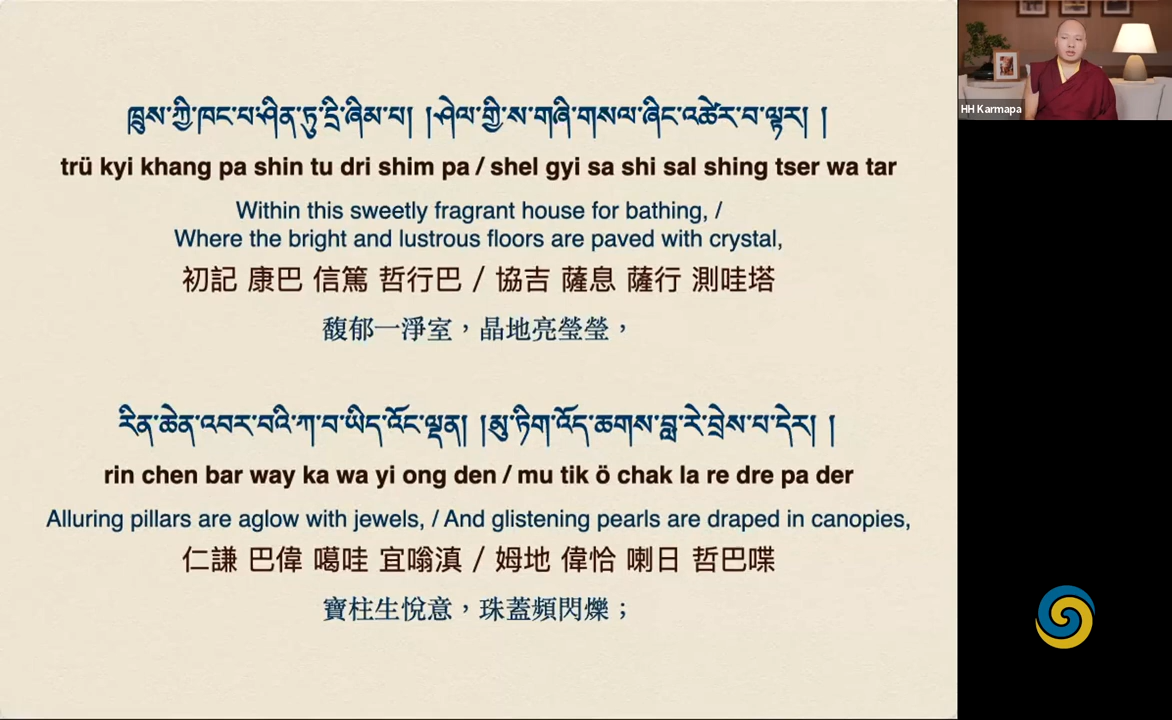 ཁྲུས་ཀྱི་ཁང་པ་ཤིན་ཏུ་དྲི་ཞིམ་པ། །ཤེལ་གྱི་ས་གཞི་གསལ་ཞིང་འཚེར་བ་ལྟར། །
trü kyi khang pa shin tu dri shim pa / shel gyi sa shi sal shing tser wa tar
Within this sweetly fragrant house for bathing, /
Where the bright and lustrous floors are paved with crystal,
初記 康巴 信篤 哲行巴 / 協吉 薩息 薩行 測哇塔
馥郁一淨室，晶地亮瑩瑩，
རིན་ཆེན་འབར་བའི་ཀ་བ་ཡིད་འོང་ལྡན། །མུ་ཏིག་འོད་ཆགས་བླ་རེ་བྲེས་པ་དེར། །
rin chen bar way ka wa yi ong den / mu tik ö chak la re dre pa der
Alluring pillars are aglow with jewels, / And glistening pearls are draped in canopies,
仁謙 巴偉 噶哇 宜嗡滇 / 姆地 偉恰 喇日 哲巴喋
寶柱生悅意，珠蓋頻閃爍；
HH Karmapa